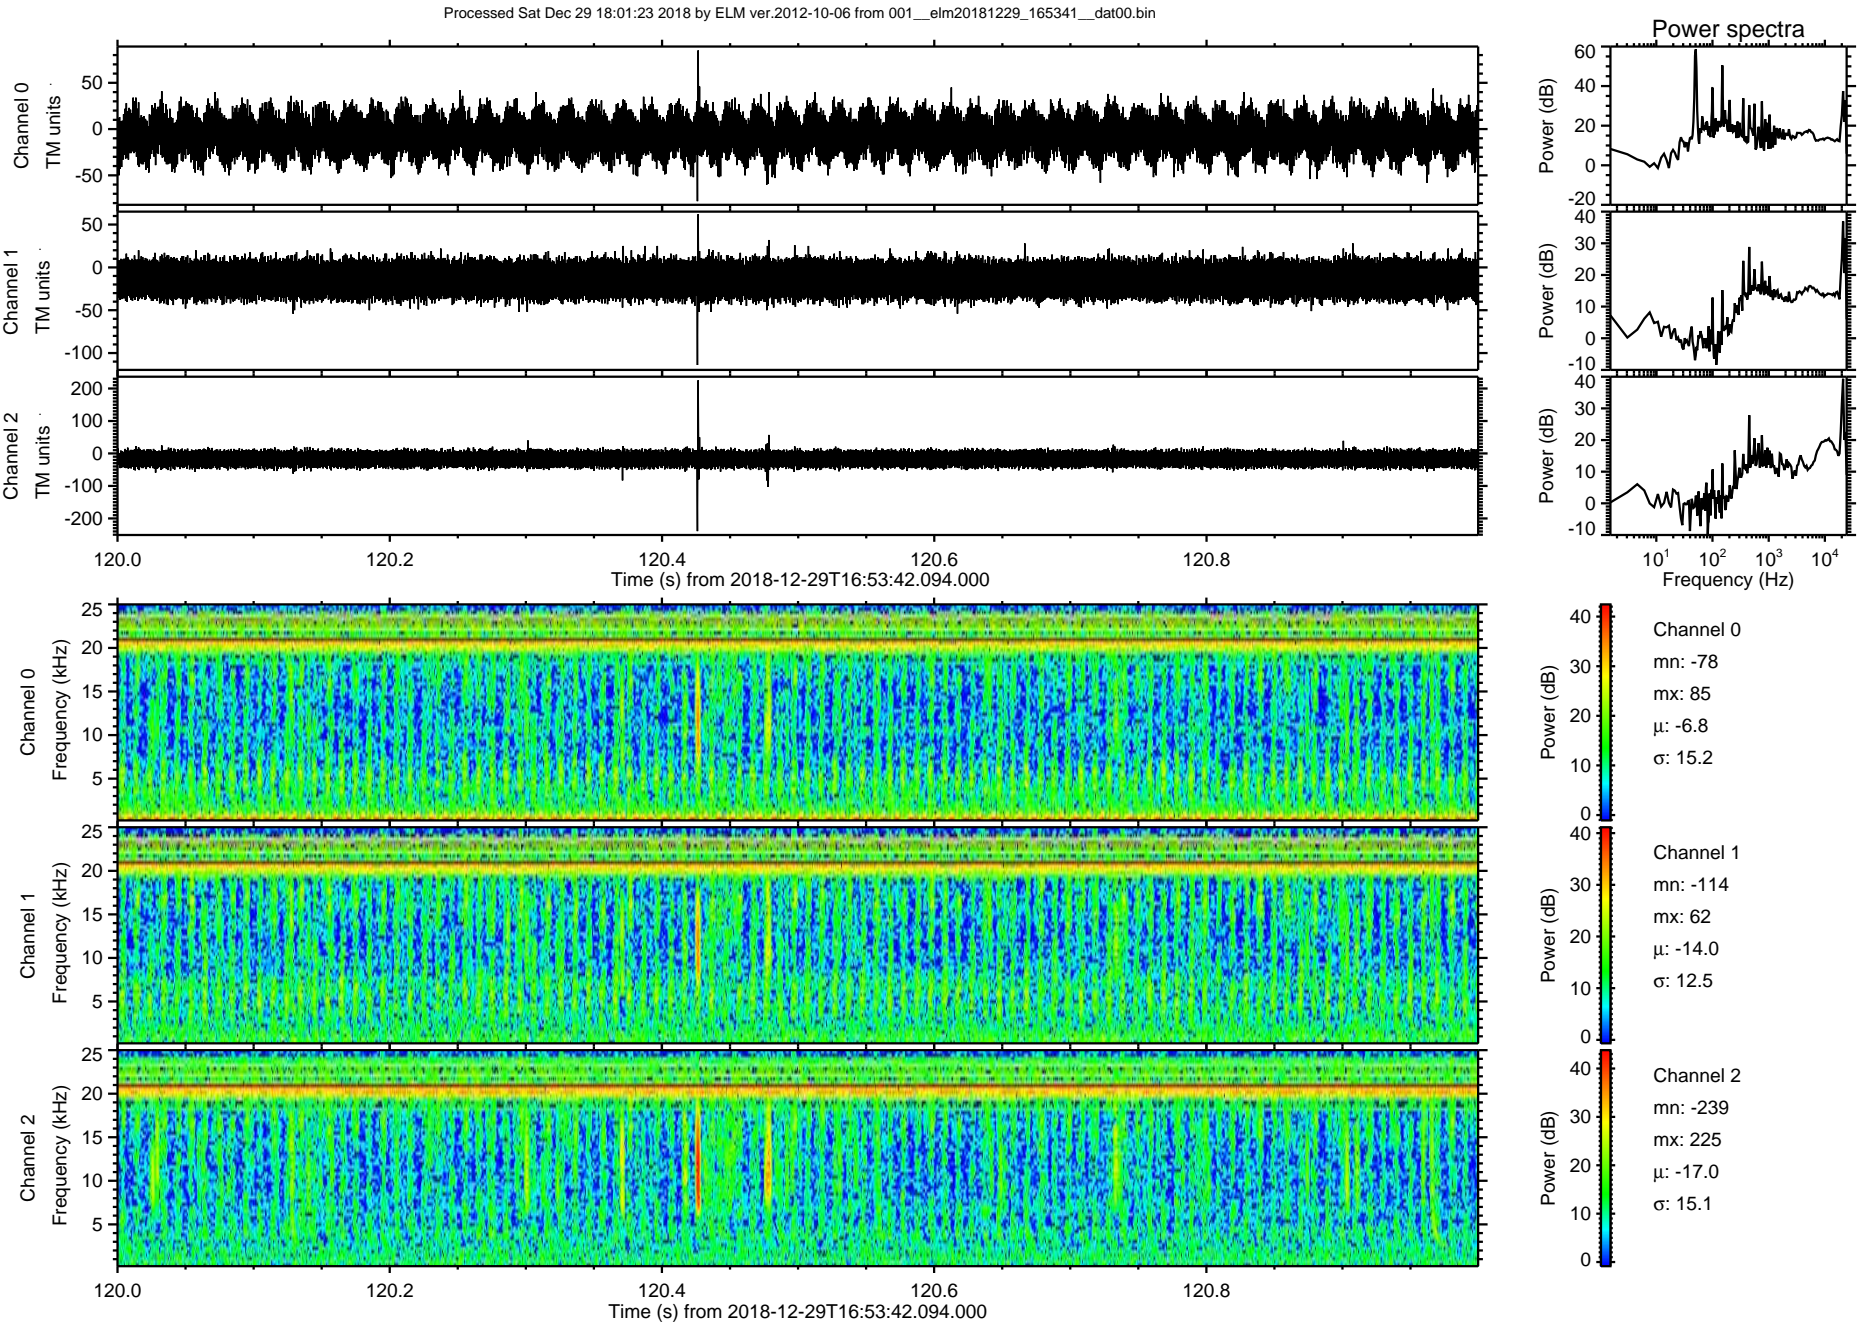 Processed Sat Dec 29 18:01:23 2018 by ELM ver.2012-10-06 from 001__elm20181229_165341__dat00.bin
Power spectra
Channel 0
TM units
50
0
-50
Power (dB)
60
40
20
0
-20
Channel 1
TM units
50
0
-50
-100
Power (dB)
40
30
20
10
0
-10
Channel 2
TM units
200
100
0
-100
-200
Power (dB)
40
30
20
10
0
-10
120.0 120.2 120.4 120.6 120.8
Time (s) from 2018-12-29T16:53:42.094.000
10^1 10^2 10^3 10^4
Frequency (Hz)
Channel 0
Frequency (kHz)
25
20
15
10
5
Power (dB)
40
30
20
10
0
Channel 0
mn: -78
mx: 85
μ: -6.8
σ: 15.2
Channel 1
Frequency (kHz)
25
20
15
10
5
Power (dB)
40
30
20
10
0
Channel 1
mn: -114
mx: 62
μ: -14.0
σ: 12.5
Channel 2
Frequency (kHz)
25
20
15
10
5
Power (dB)
40
30
20
10
0
Channel 2
mn: -239
mx: 225
μ: -17.0
σ: 15.1
120.0 120.2 120.4 120.6 120.8
Time (s) from 2018-12-29T16:53:42.094.000